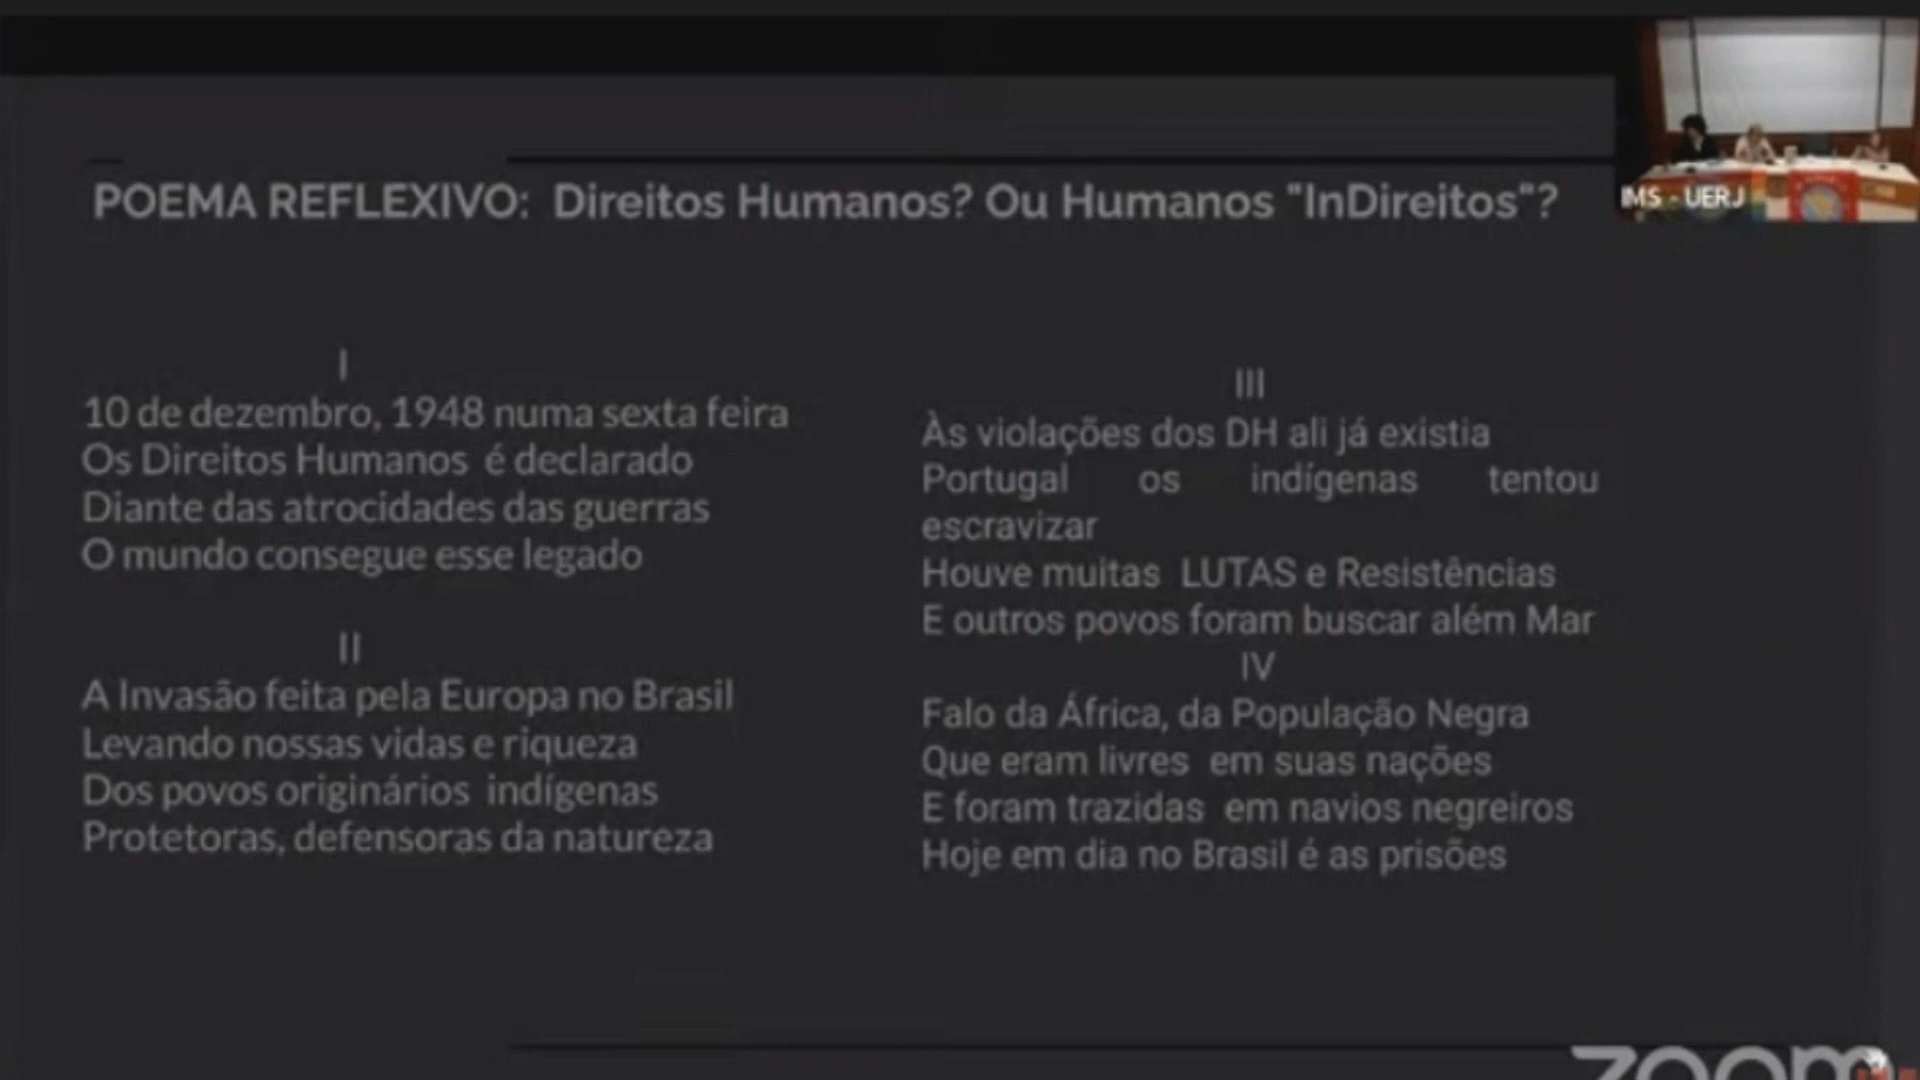 POEMA REFLEXIVO: Direitos Humanos? Ou Humanos "InDireitos"?
IMS - UERJ
I
10 de dezembro, 1948 numa sexta feira
Os Direitos Humanos é declarado
Diante das atrocidades das guerras
O mundo consegue esse legado
II
A Invasão feita pela Europa no Brasil
Levando nossas vidas e riqueza
Dos povos originários indígenas
Protetoras, defensoras da natureza
III
Às violações dos DH ali já existia
Portugal os indígenas tentou
escravizar
Houve muitas LUTAS e Resistências
E outros povos foram buscar além Mar
IV
Falo da África, da População Negra
Que eram livres em suas nações
E foram trazidas em navios negreiros
Hoje em dia no Brasil é as prisões
zoom